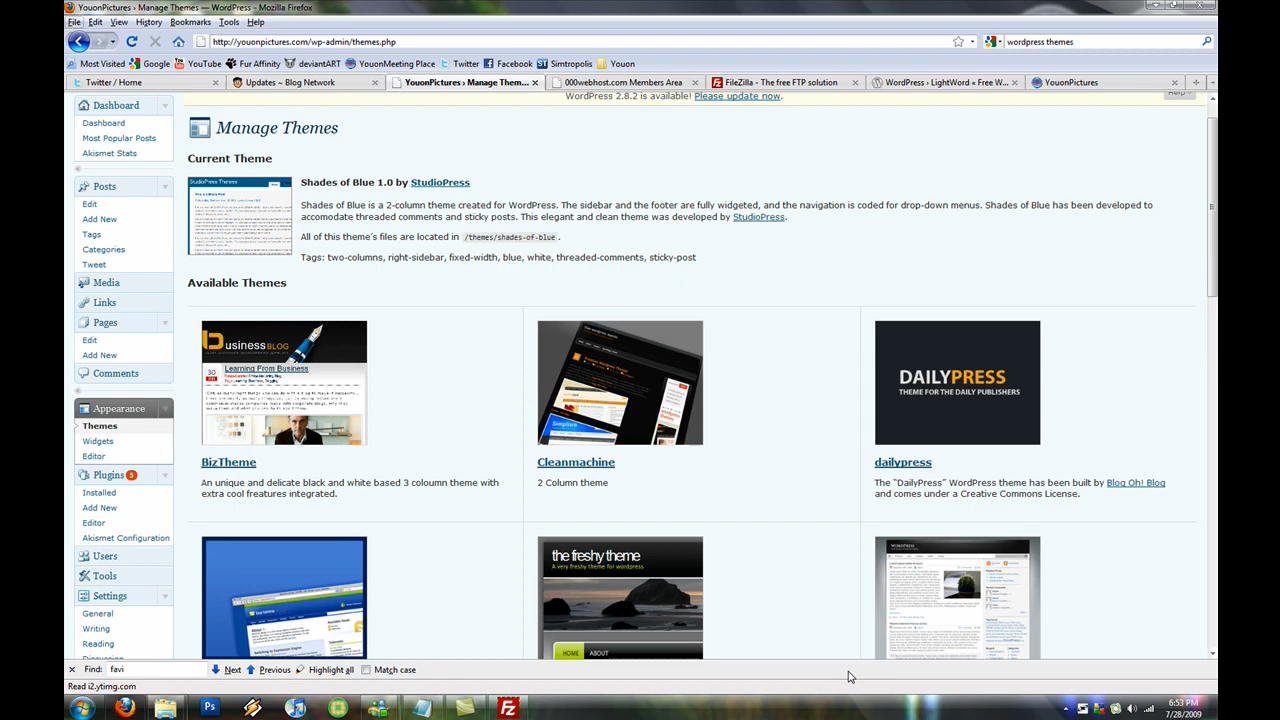 YouonPictures › Manage Themes — WordPress - Mozilla Firefox
File Edit View History Bookmarks Tools Help
http://youonpictures.com/wp-admin/themes.php
wordpress themes
Most Visited Google YouTube Fur Affinity deviantART YouonMeeting Place Twitter Facebook Simtropolis Youon
Twitter / Home
Updates ~ Blog Network
YouonPictures › Manage Them...
000webhost.com Members Area
FileZilla - The free FTP solution
WordPress › LightWord « Free W...
YouonPictures
WordPress 2.8.2 is available! Please update now.
Help
Dashboard
Dashboard
Most Popular Posts
Akismet Stats
Posts
Edit
Add New
Tags
Categories
Tweet
Media
Links
Pages
Edit
Add New
Comments
Appearance
Themes
Widgets
Editor
Plugins 5
Installed
Add New
Editor
Akismet Configuration
Users
Tools
Settings
General
Writing
Reading
Manage Themes
Current Theme
StudioPress Themes
Shades of Blue 1.0 by StudioPress
Shades of Blue is a 2-column theme created for WordPress. The sidebar and the footer are fully widgeted, and the navigation is coded for drop-down menus. Shades of Blue has been developed to
accomodate threaded comments and sticky posts. This elegant and clean theme was developed by StudioPress.
All of this theme's files are located in /themes/shades-of-blue.
Tags: two-columns, right-sidebar, fixed-width, blue, white, threaded-comments, sticky-post
Available Themes
businessBLOG
30
Learning From Business
DAILYPRESS
THEME FOR THE DAILY PUBLISHERS
BizTheme
An unique and delicate black and white based 3 coloumn theme with
extra cool freatures integrated.
Cleanmachine
2 Column theme
dailypress
The "DailyPress" WordPress theme has been built by Blog Oh! Blog
and comes under a Creative Commons License.
the freshy theme
A very freshy theme for wordpress
HOME ABOUT
Find: favi Next Previous Highlight all Match case
Read i2.ytimg.com
6:53 PM
7/28/2009